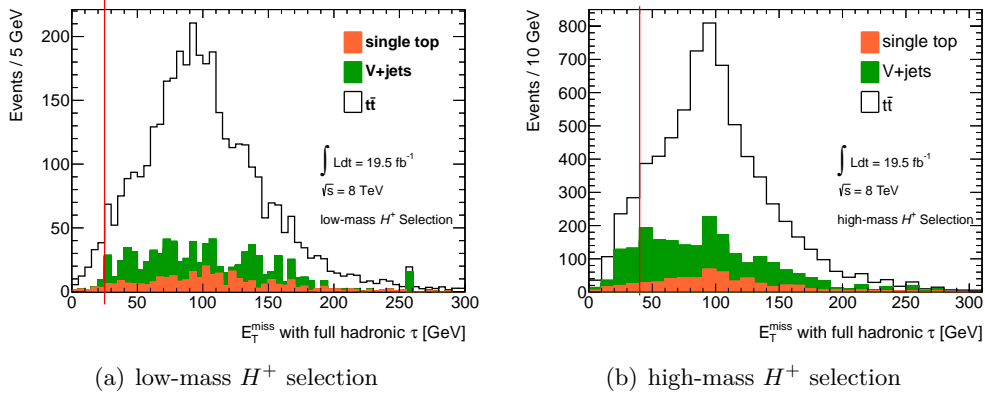 Events / 5 GeV
200
150
100
50
0
0 50 100 150 200 250 300
single top
V+jets
tt̄
∫ Ldt = 19.5 fb⁻¹
√s = 8 TeV
low-mass H⁺ Selection
E_T^miss with full hadronic τ [GeV]
(a) low-mass H⁺ selection
Events / 10 GeV
800
700
600
500
400
300
200
100
0
0 50 100 150 200 250 300
single top
V+jets
tt̄
∫ Ldt = 19.5 fb⁻¹
√s = 8 TeV
high-mass H⁺ Selection
E_T^miss with full hadronic τ [GeV]
(b) high-mass H⁺ selection